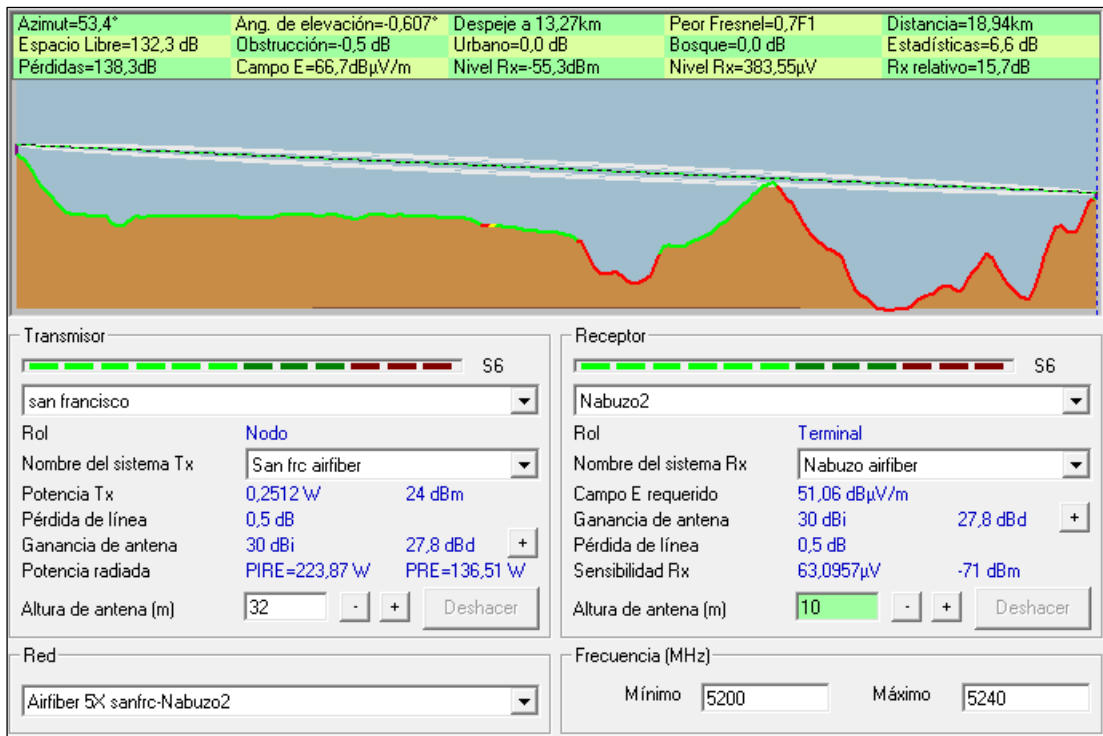 Azimut=53,4° Ang. de elevación=-0,607° Despeje a 13,27km Peor Fresnel=0,7F1 Distancia=18,94km
Espacio Libre=132,3 dB Obstrucción=-0,5 dB Urbano=0,0 dB Bosque=0,0 dB Estadísticas=6,6 dB
Pérdidas=138,3dB Campo E=66,7dBµV/m Nivel Rx=-55,3dBm Nivel Rx=383,55µV Rx relativo=15,7dB
Transmisor
S6
san francisco
Rol Nodo
Nombre del sistema Tx San frc airfiber
Potencia Tx 0,2512 W 24 dBm
Pérdida de línea 0,5 dB
Ganancia de antena 30 dBi 27,8 dBd +
Potencia radiada PIRE=223,87 W PRE=136,51 W
Altura de antena (m) 32 - + Deshacer
Receptor
S6
Nabuzo2
Rol Terminal
Nombre del sistema Rx Nabuzo airfiber
Campo E requerido 51,06 dBµV/m
Ganancia de antena 30 dBi 27,8 dBd +
Pérdida de línea 0,5 dB
Sensibilidad Rx 63,0957µV -71 dBm
Altura de antena (m) 10 - + Deshacer
Red
Airfiber 5X sanfrc-Nabuzo2
Frecuencia (MHz)
Mínimo 5200 Máximo 5240